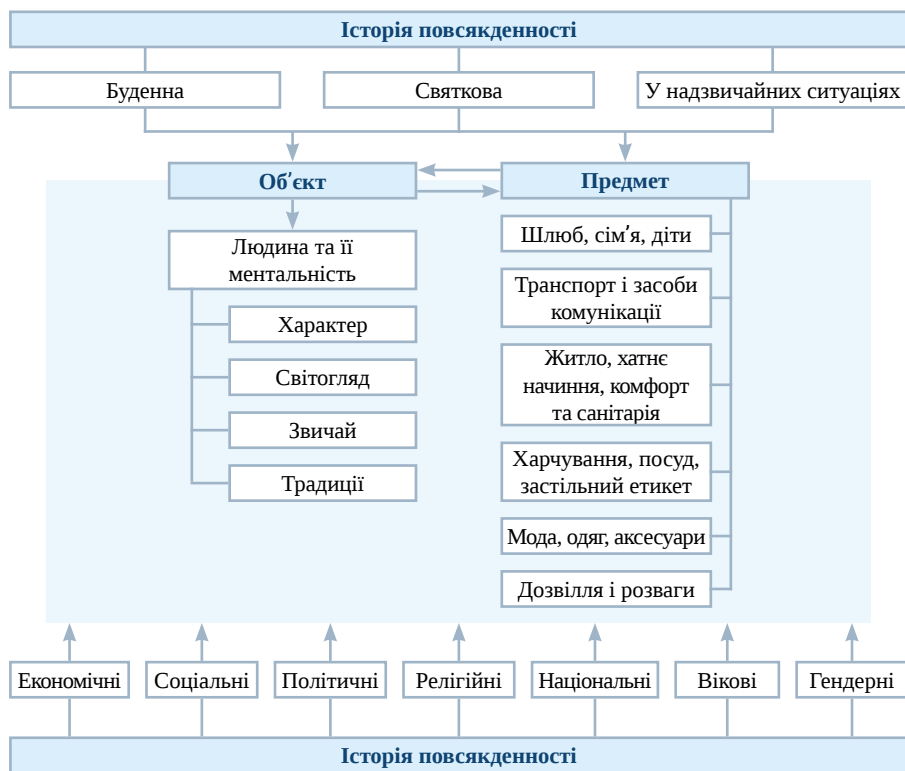 Історія повсякденності
Буденна
Святкова
У надзвичайних ситуаціях
Об'єкт
Предмет
Людина та її
ментальність
Характер
Світогляд
Звичай
Традиції
Шлюб, сім'я, діти
Транспорт і засоби
комунікації
Житло, хатнє
начиння, комфорт
та санітарія
Харчування, посуд,
застільний етикет
Мода, одяг, аксесуари
Дозвілля і розваги
Економічні
Соціальні
Політичні
Релігійні
Національні
Вікові
Гендерні
Історія повсякденності